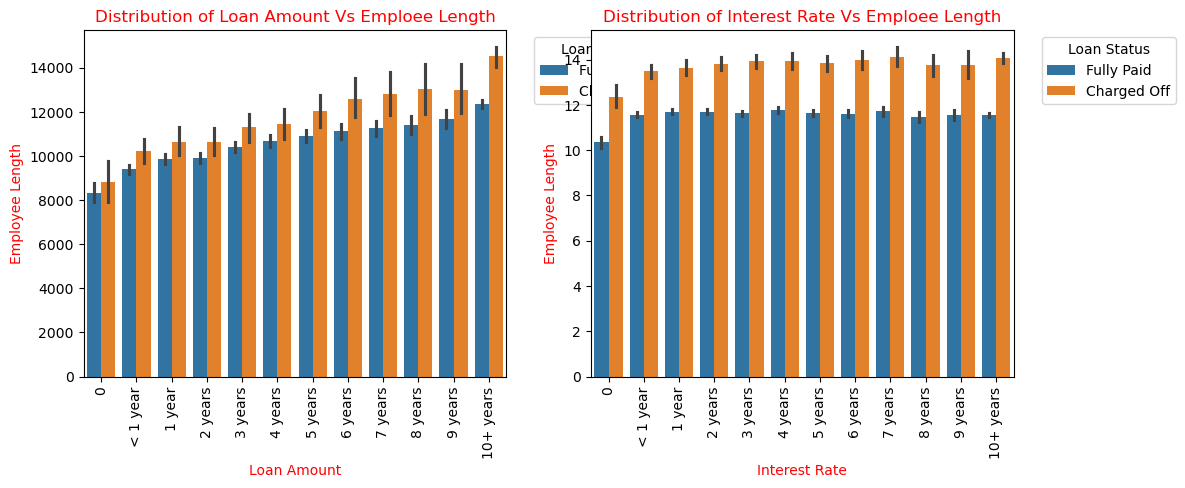 Distribution of Loan Amount Vs Emploee Length
Employee Length
14000
12000
10000
8000
6000
4000
2000
0
0
< 1 year
1 year
2 years
3 years
4 years
5 years
6 years
7 years
8 years
9 years
10+ years
Loan Amount
Distribution of Interest Rate Vs Emploee Length
Employee Length
14
12
10
8
6
4
2
0
0
< 1 year
1 year
2 years
3 years
4 years
5 years
6 years
7 years
8 years
9 years
10+ years
Interest Rate
Loan Status
Fully Paid
Charged Off